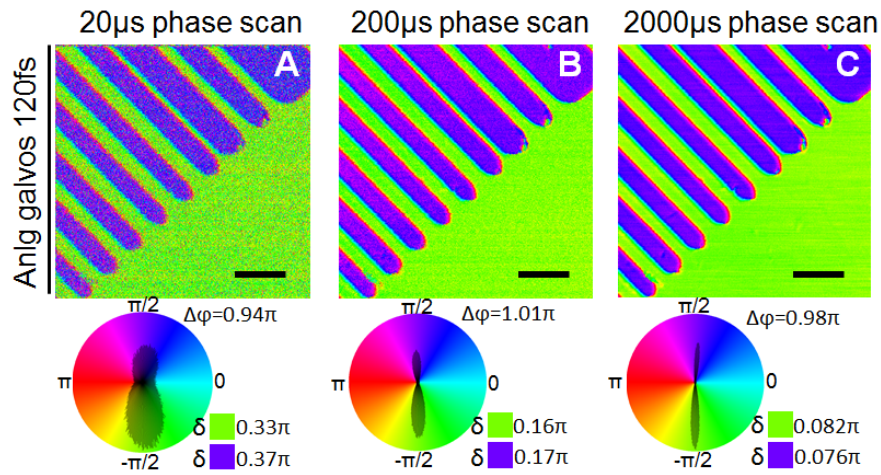 20µs phase scan 200µs phase scan 2000µs phase scan
Anlg galvos 120fs
A B C
π/2 Δφ=0.94π π/2 Δφ=1.01π π/2 Δφ=0.98π
π 0 π 0 π 0
δ 0.33π δ 0.16π δ 0.082π
-π/2 δ 0.37π -π/2 δ 0.17π -π/2 δ 0.076π